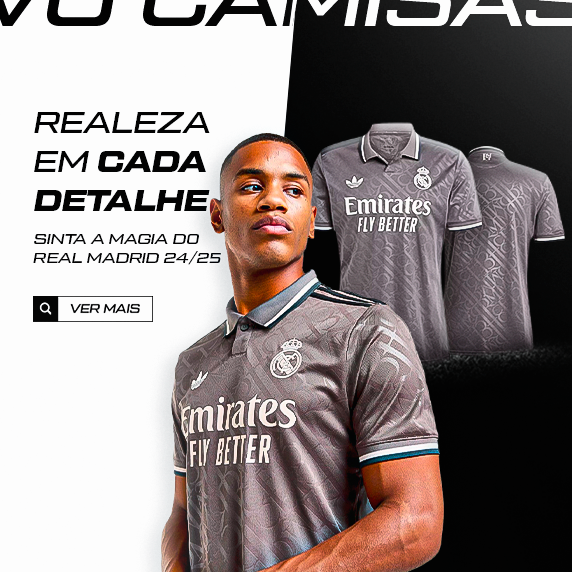 VO CAMISAS
REALEZA
EM CADA
DETALHE
SINTA A MAGIA DO
REAL MADRID 24/25
VER MAIS
Emirates
FLY BETTER
Emirates
FLY BETTER